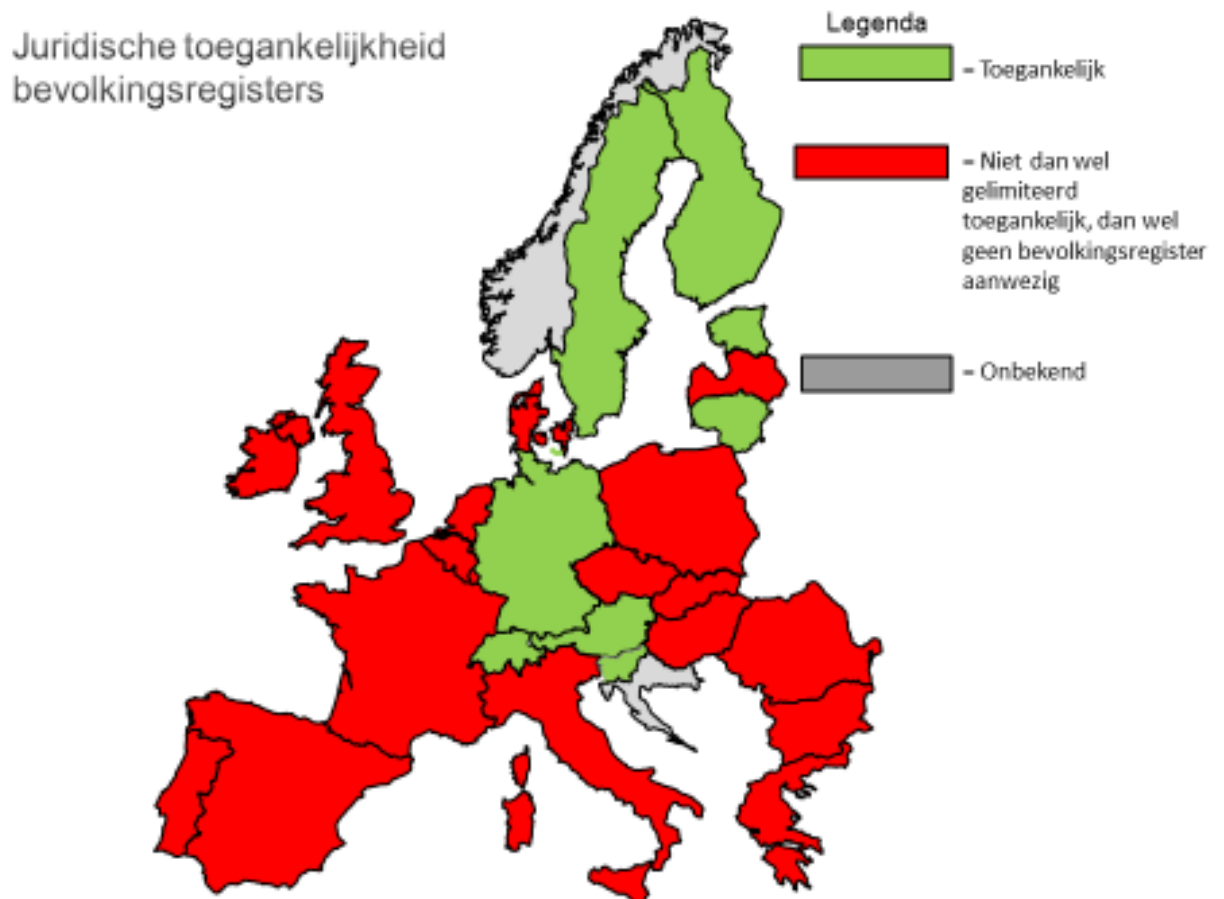 Juridische toegankelijkheid
bevolkingsregisters
Legenda
= Toegankelijk
= Niet dan wel
gelimiteerd
toegankelijk, dan wel
geen bevolkingsregister
aanwezig
= Onbekend